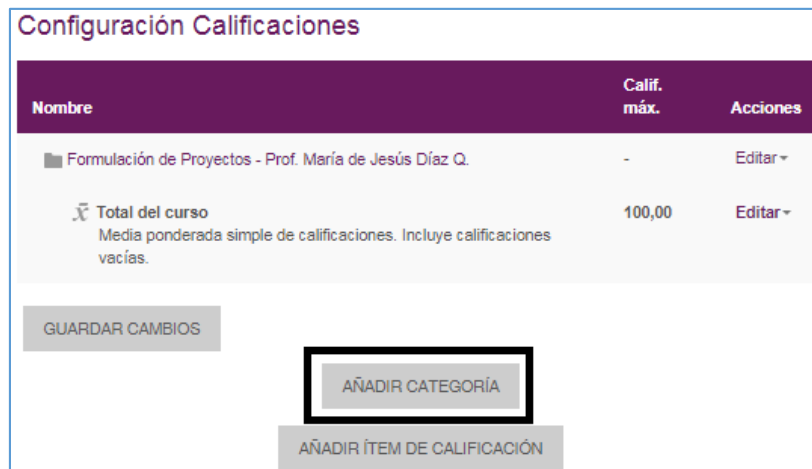 Configuración Calificaciones
Calif.
Nombre máx. Acciones
Formulación de Proyectos - Prof. María de Jesús Díaz Q. - Editar
Total del curso 100,00 Editar
Media ponderada simple de calificaciones. Incluye calificaciones
vacías.
GUARDAR CAMBIOS
AÑADIR CATEGORÍA
AÑADIR ÍTEM DE CALIFICACIÓN